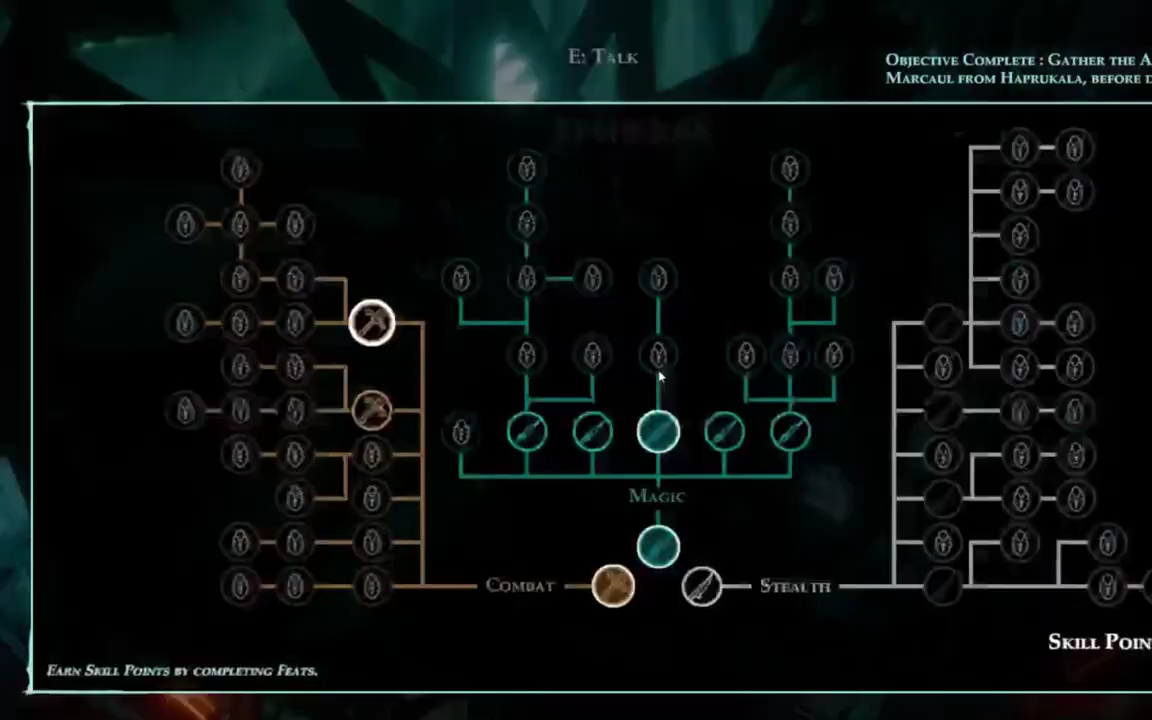 E: Talk
Objective Complete : Gather the A
Marcaul from Haprukala, before d
Magic
Combat
Stealth
Skill Poin
Earn Skill Points by completing Feats.